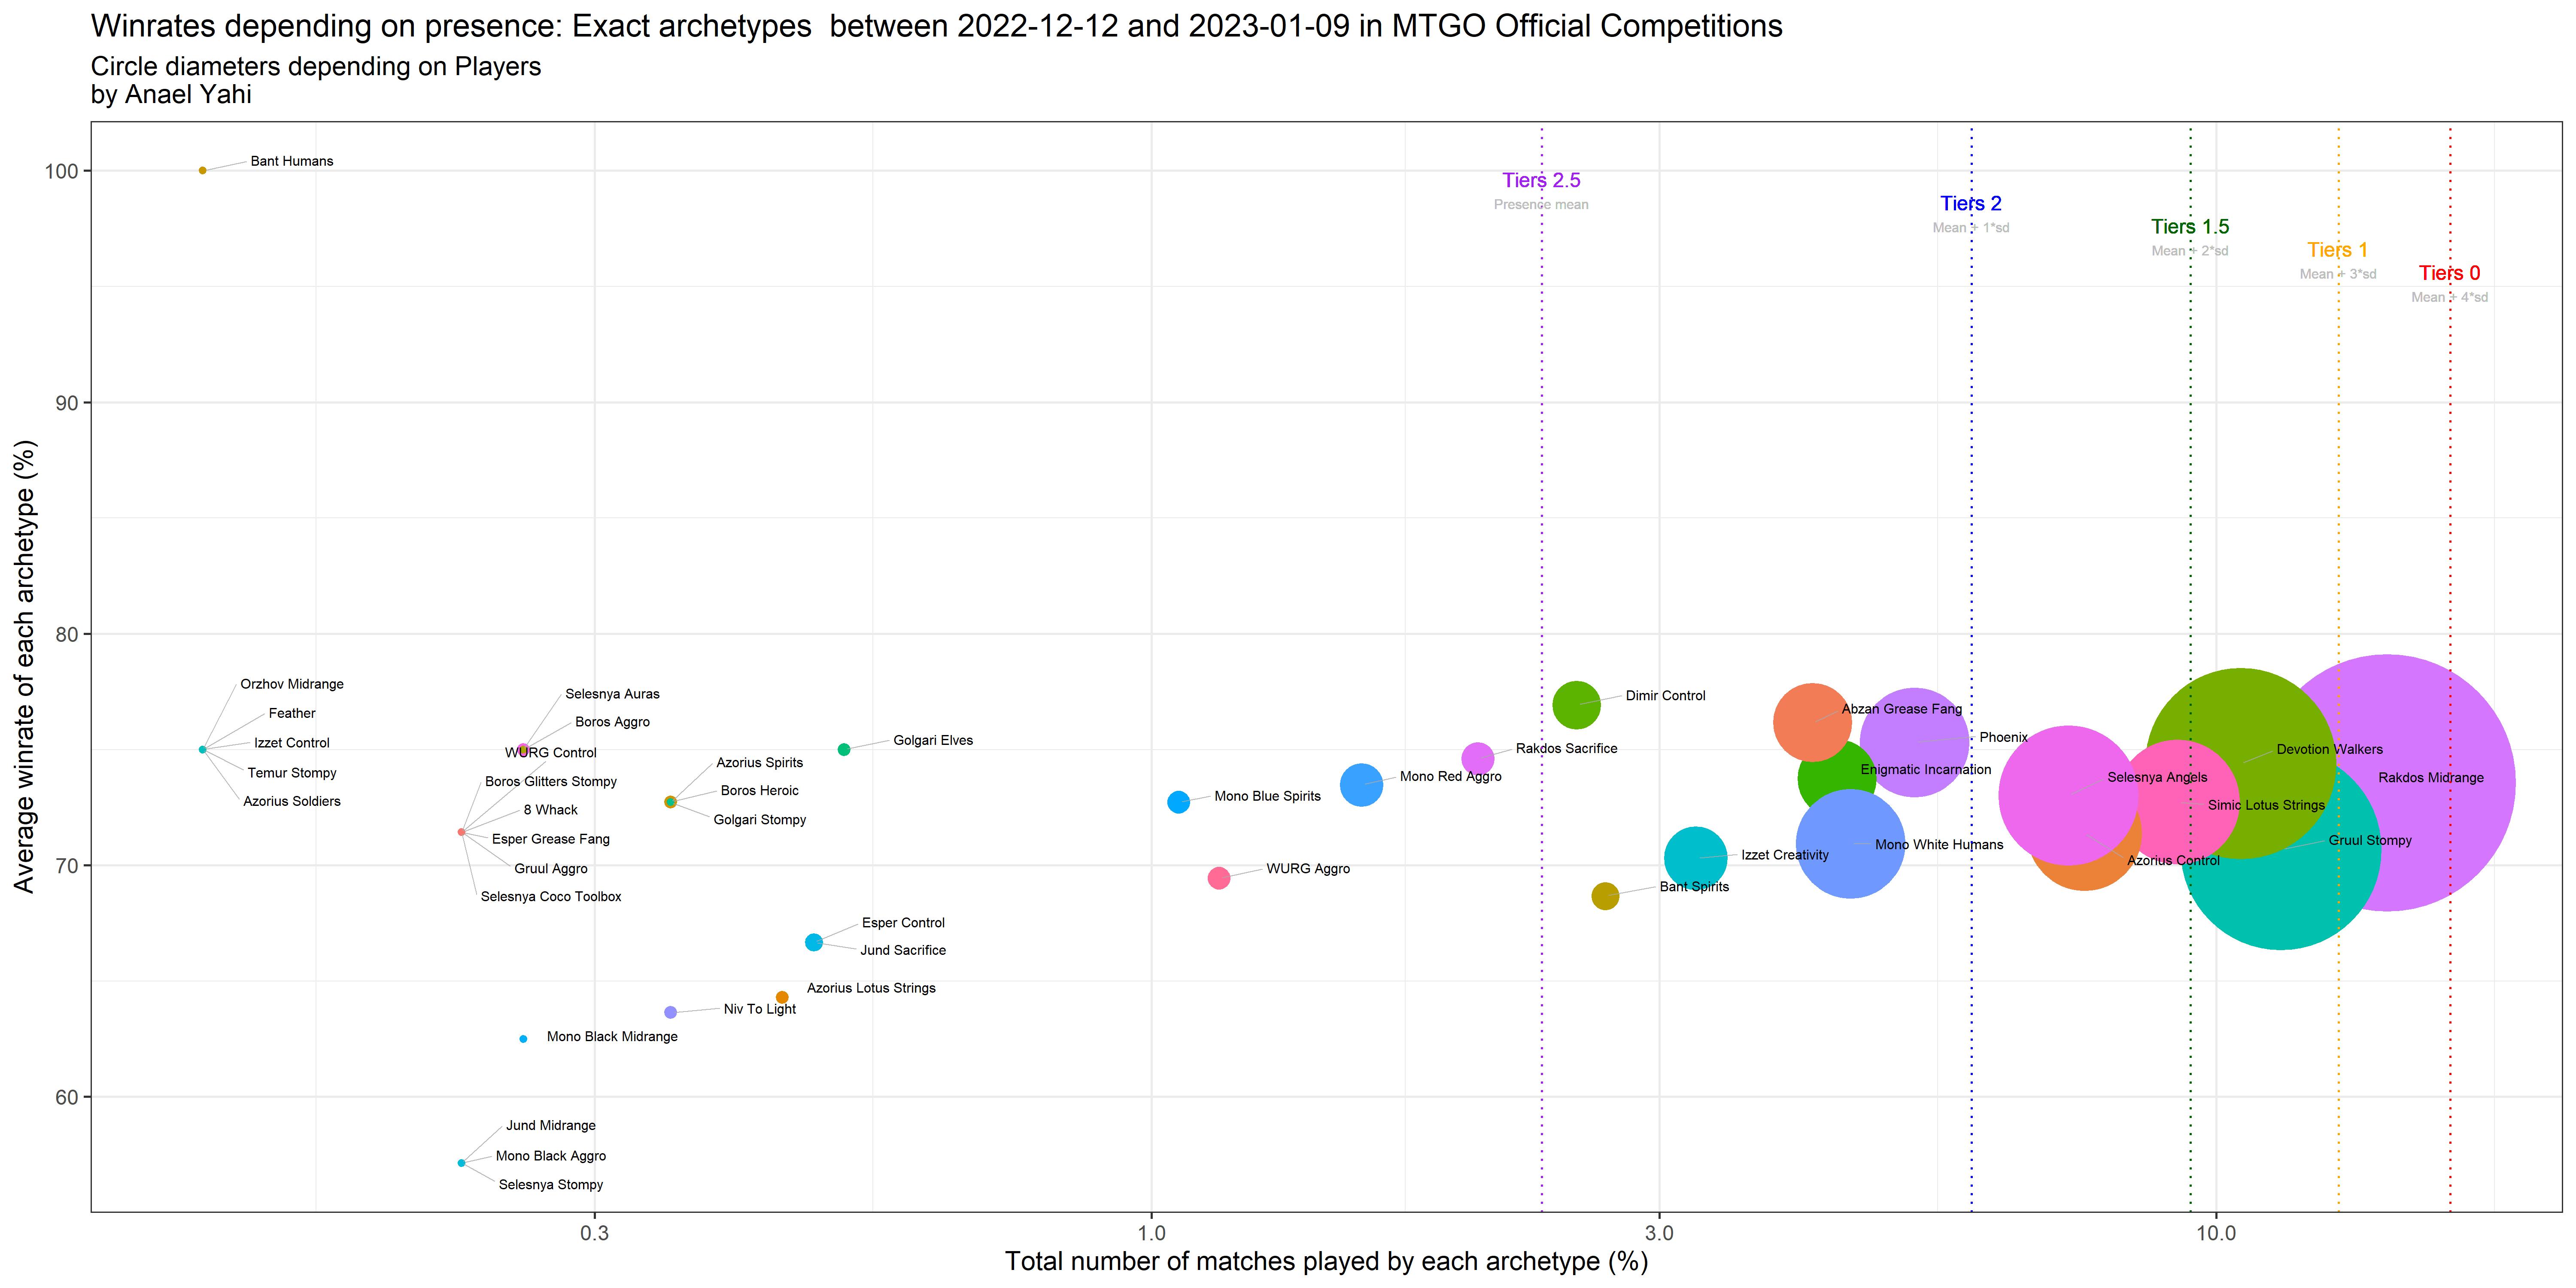 Winrates depending on presence: Exact archetypes  between 2022-12-12 and 2023-01-09 in MTGO Official Competitions
Circle diameters depending on Players
by Anael Yahi
Average winrate of each archetype (%)
100
90
80
70
60
Bant Humans
Tiers 2.5
Presence mean
Tiers 2
Mean + 1*sd
Tiers 1.5
Mean + 2*sd
Tiers 1
Mean + 3*sd
Tiers 0
Mean + 4*sd
Orzhov Midrange
Feather
Izzet Control
Temur Stompy
Azorius Soldiers
Selesnya Auras
Boros Aggro
WURG Control
Boros Glitters Stompy
8 Whack
Esper Grease Fang
Gruul Aggro
Selesnya Coco Toolbox
Azorius Spirits
Boros Heroic
Golgari Stompy
Golgari Elves
Mono Blue Spirits
WURG Aggro
Mono Red Aggro
Rakdos Sacrifice
Dimir Control
Bant Spirits
Izzet Creativity
Abzan Grease Fang
Enigmatic Incarnation
Mono White Humans
Phoenix
Selesnya Angels
Azorius Control
Simic Lotus Strings
Devotion Walkers
Gruul Stompy
Rakdos Midrange
Esper Control
Jund Sacrifice
Azorius Lotus Strings
Niv To Light
Mono Black Midrange
Jund Midrange
Mono Black Aggro
Selesnya Stompy
0.3
1.0
3.0
10.0
Total number of matches played by each archetype (%)